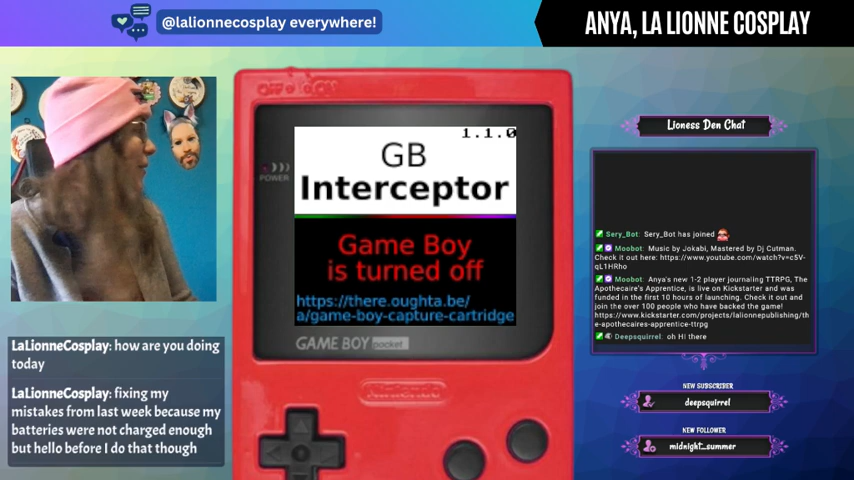 @lalionnecosplay everywhere!
ANYA, LA LIONNE COSPLAY
1.1.0
GB
Interceptor
POWER
Game Boy
is turned off
https://there.oughta.be/
a/game-boy-capture-cartridge
GAME BOY pocket
Nintendo
LaLionneCosplay: how are you doing
today
LaLionneCosplay: fixing my
mistakes from last week because my
batteries were not charged enough
but hello before I do that though
Lioness Den Chat
Sery_Bot: Sery_Bot has joined
Moobot: Music by Jokabi, Mastered by Dj Cutman.
Check it out here: https://www.youtube.com/watch?v=c5V-
qL1HRho
Moobot: Anya's new 1-2 player journaling TTRPG, The
Apothecaire's Apprentice, is live on Kickstarter and was
funded in the first 10 hours of launching. Check it out and
join the over 100 people who have backed the game!
https://www.kickstarter.com/projects/lalionnepublishing/th
e-apothecaires-apprentice-ttrpg
Deepsquirrel: oh HI there
NEW SUBSCRIBER
deepsquirrel
NEW FOLLOWER
midnight_summer